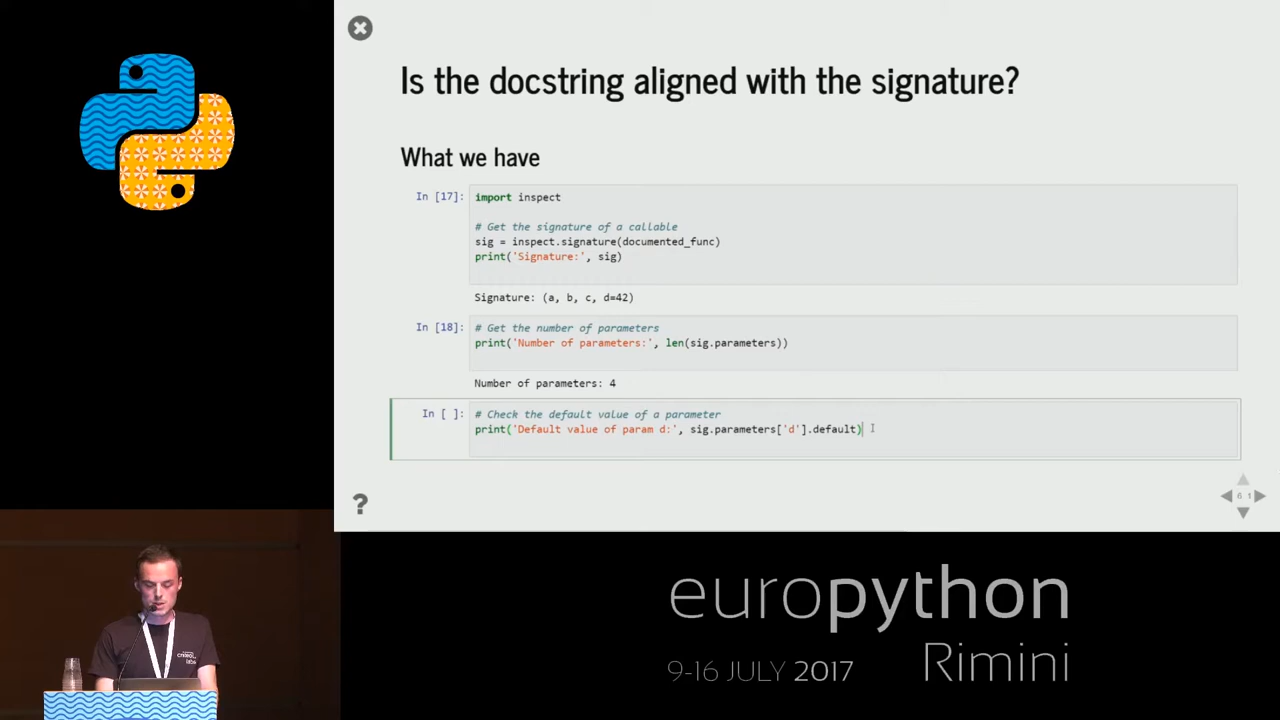 Is the docstring aligned with the signature?
What we have
In [17]:
import inspect
# Get the signature of a callable
sig = inspect.signature(documented_func)
print('Signature:', sig)
Signature: (a, b, c, d=42)
In [18]:
# Get the number of parameters
print('Number of parameters:', len(sig.parameters))
Number of parameters: 4
In [ ]:
# Check the default value of a parameter
print('Default value of param d:', sig.parameters['d'].default)
?
6 1
europython
9-16 JULY 2017
Rimini
labs